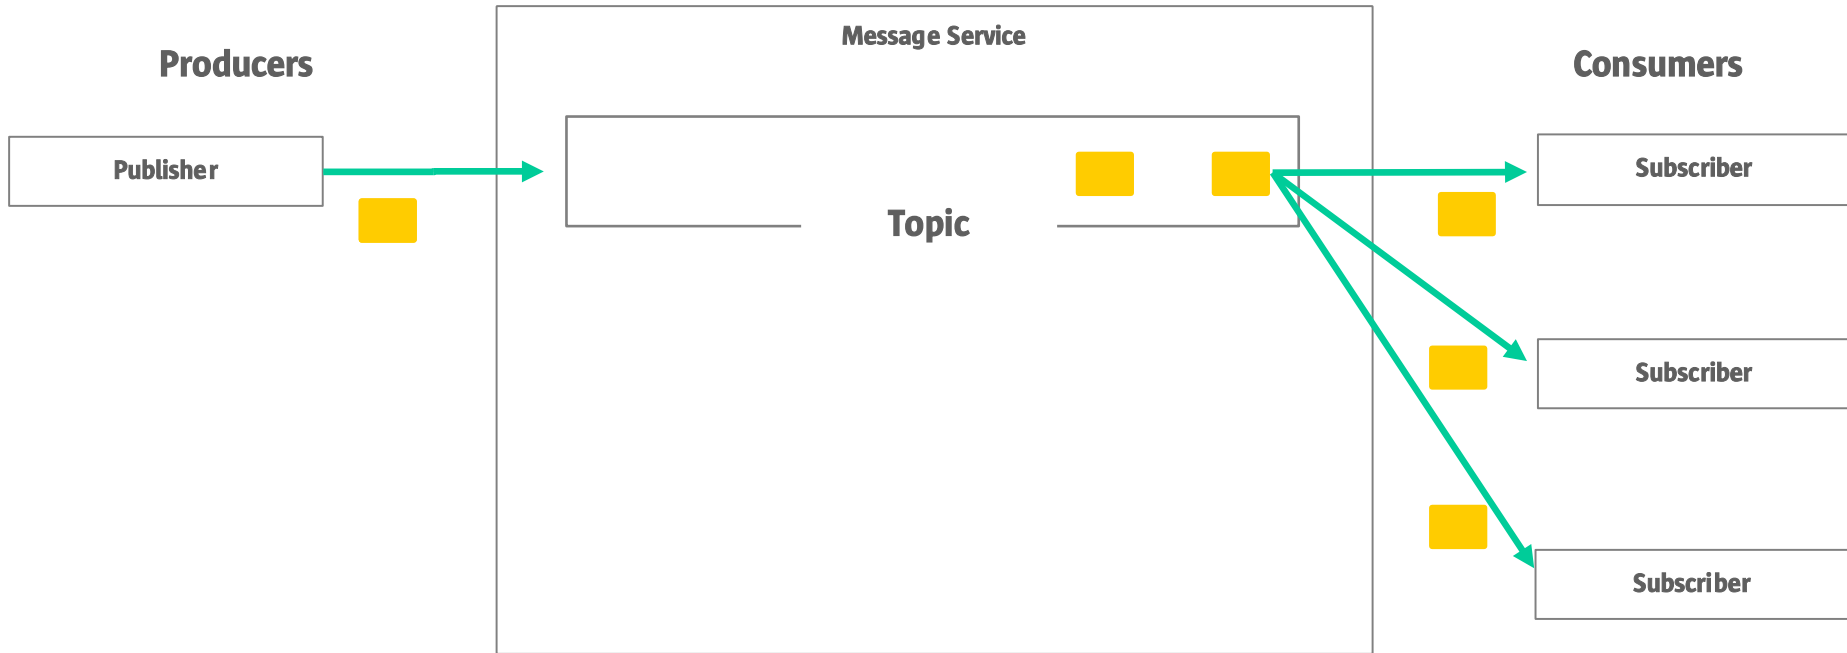 Message Service
Producers
Consumers
Publisher
Subscriber
Topic
Subscriber
Subscriber